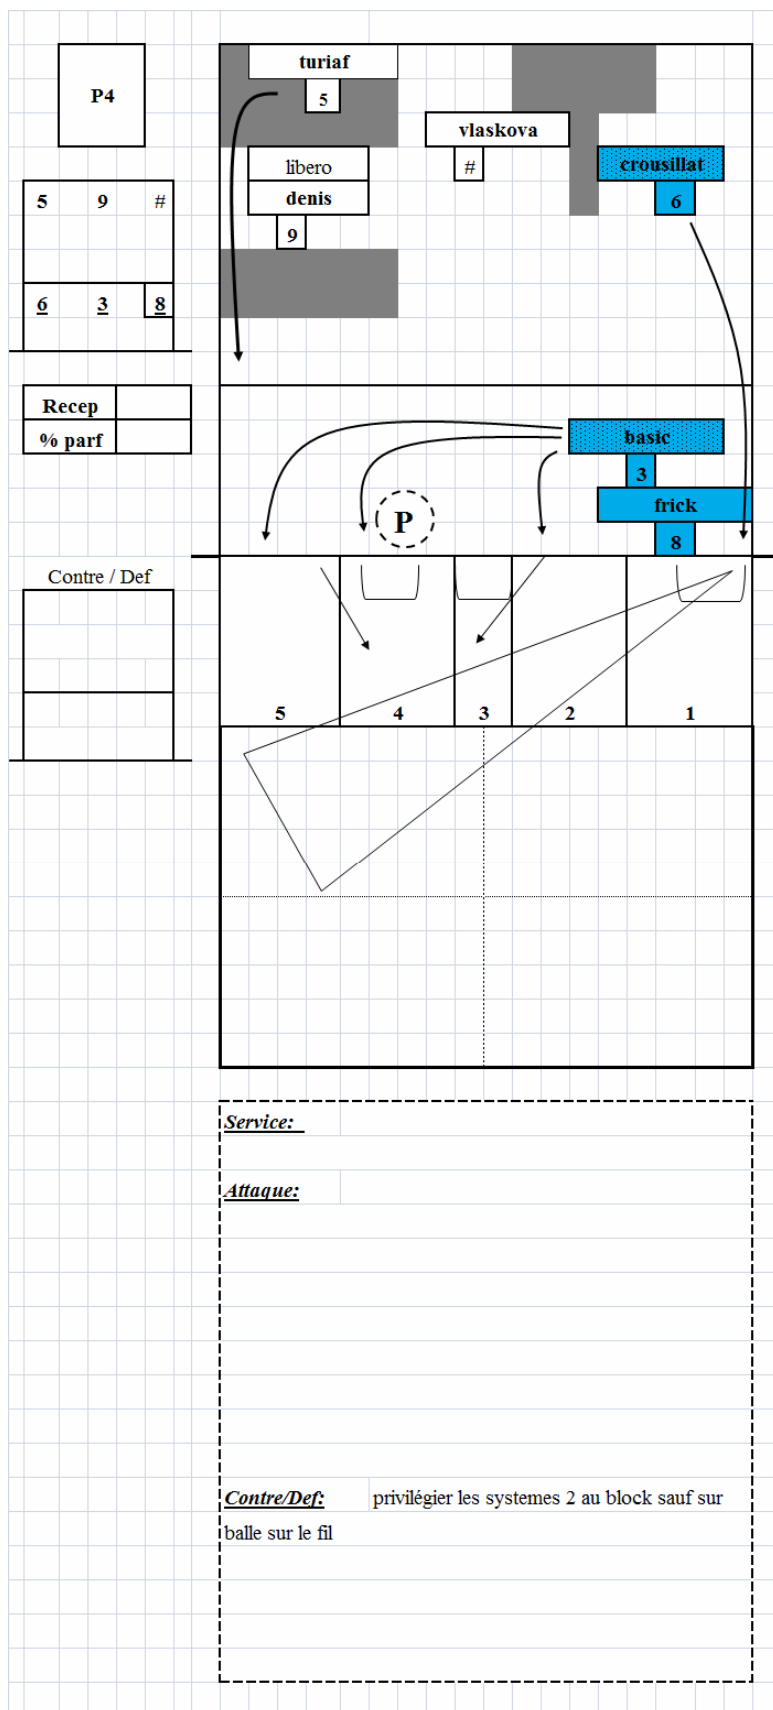 turiaf
P4
5
vlaskova
#
libero
crousillat
denis
6
9
5 9 #
6 3 8
Recep
% parf
basic
3
frick
P
8
Contre / Def
5 4 3 2 1
Service:
Attaque:
Contre/Def: privilégier les systemes 2 au block sauf sur
balle sur le fil